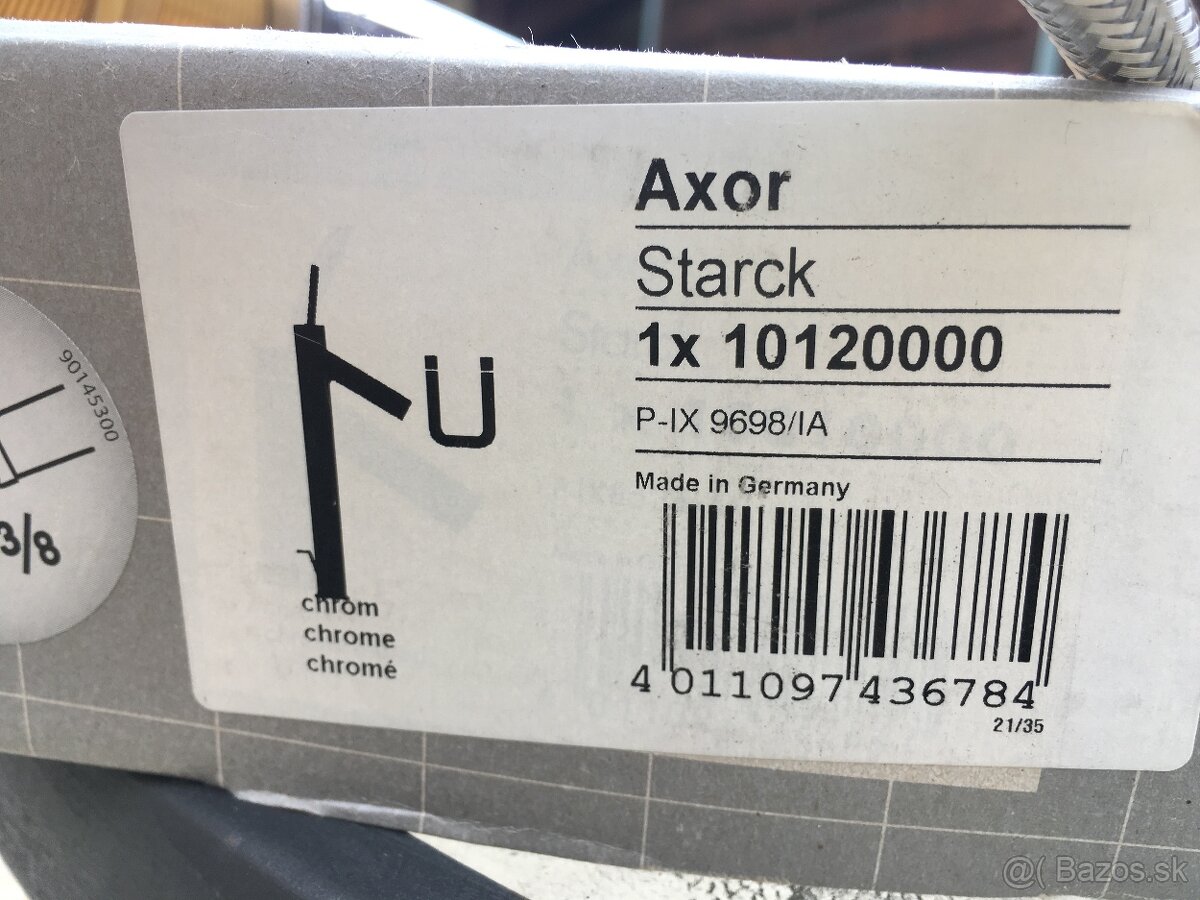 Axor
Starck
1x 10120000
P-IX 9698/IA
Made in Germany
4 011097 436784
21/35
chrom
chrome
chromé
90145300
3/8
@( Bazos.sk